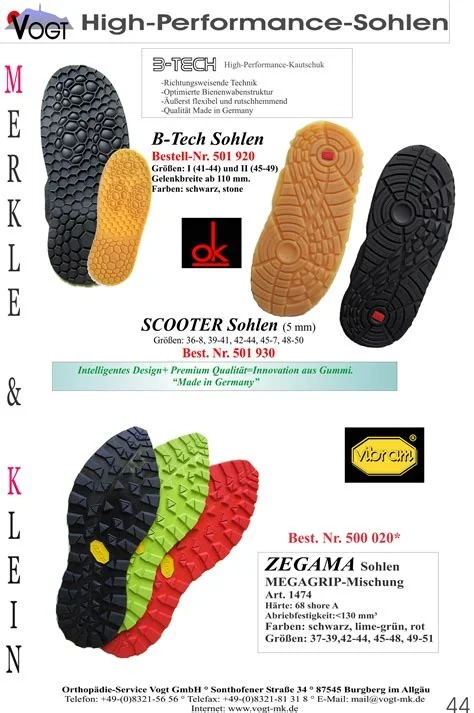 VOGT High-Performance-Sohlen
MERKLE & KLEIN
B-TECH High-Performance-Kautschuk
-Richtungsweisende Technik
-Optimierte Bienenwabenstruktur
-Äußerst flexibel und rutschhemmend
-Qualität Made in Germany
B-Tech Sohlen
Bestell-Nr. 501 920
Größen: I (41-44) und II (45-49)
Gelenkbreite ab 110 mm.
Farben: schwarz, stone
ok
SCOOTER Sohlen (5 mm)
Größen: 36-8, 39-41, 42-44, 45-7, 48-50
Best. Nr. 501 930
Intelligentes Design+ Premium Qualität=Innovation aus Gummi.
“Made in Germany”
vibram
Best. Nr. 500 020*
ZEGAMA Sohlen
MEGAGRIP-Mischung
Art. 1474
Härte: 68 shore A
Abriebfestigkeit:<130 mm³
Farben: schwarz, lime-grün, rot
Größen: 37-39,42-44, 45-48, 49-51
Orthopädie-Service Vogt GmbH ° Sonthofener Straße 34 ° 87545 Burgberg im Allgäu
Telefon: +49-(0)8321-56 56 ° Telefax: +49-(0)8321-81 31 8 ° E-Mail: mail@vogt-mk.de
Internet: www.vogt-mk.de
44